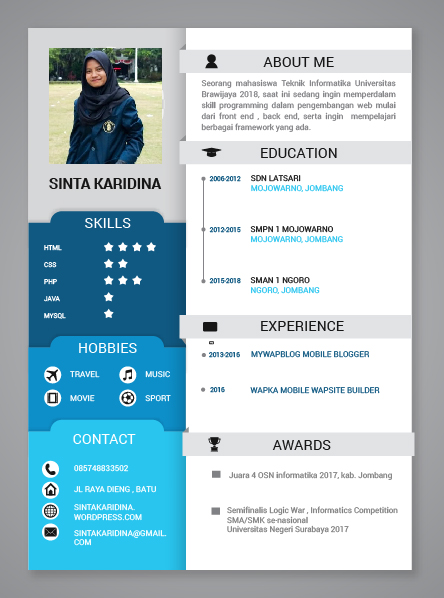 SINTA KARIDINA
SKILLS
HTML
CSS
PHP
JAVA
MYSQL
HOBBIES
TRAVEL
MUSIC
MOVIE
SPORT
CONTACT
085748833502
JL RAYA DIENG , BATU
SINTAKARIDINA.
WORDPRESS.COM
SINTAKARIDINA@GMAIL.
COM
ABOUT ME
Seorang mahasiswa Teknik Informatika Universitas
Brawijaya 2018, saat ini sedang ingin memperdalam
skill programming dalam pengembangan web mulai
dari front end , back end, serta ingin mempelajari
berbagai framework yang ada.
EDUCATION
2006-2012 SDN LATSARI
MOJOWARNO, JOMBANG
2012-2015 SMPN 1 MOJOWARNO
MOJOWARNO, JOMBANG
2015-2018 SMAN 1 NGORO
NGORO, JOMBANG
EXPERIENCE
2013-2016 MYWAPBLOG MOBILE BLOGGER
2016 WAPKA MOBILE WAPSITE BUILDER
AWARDS
Juara 4 OSN informatika 2017, kab. Jombang
Semifinalis Logic War , Informatics Competition
SMA/SMK se-nasional
Universitas Negeri Surabaya 2017